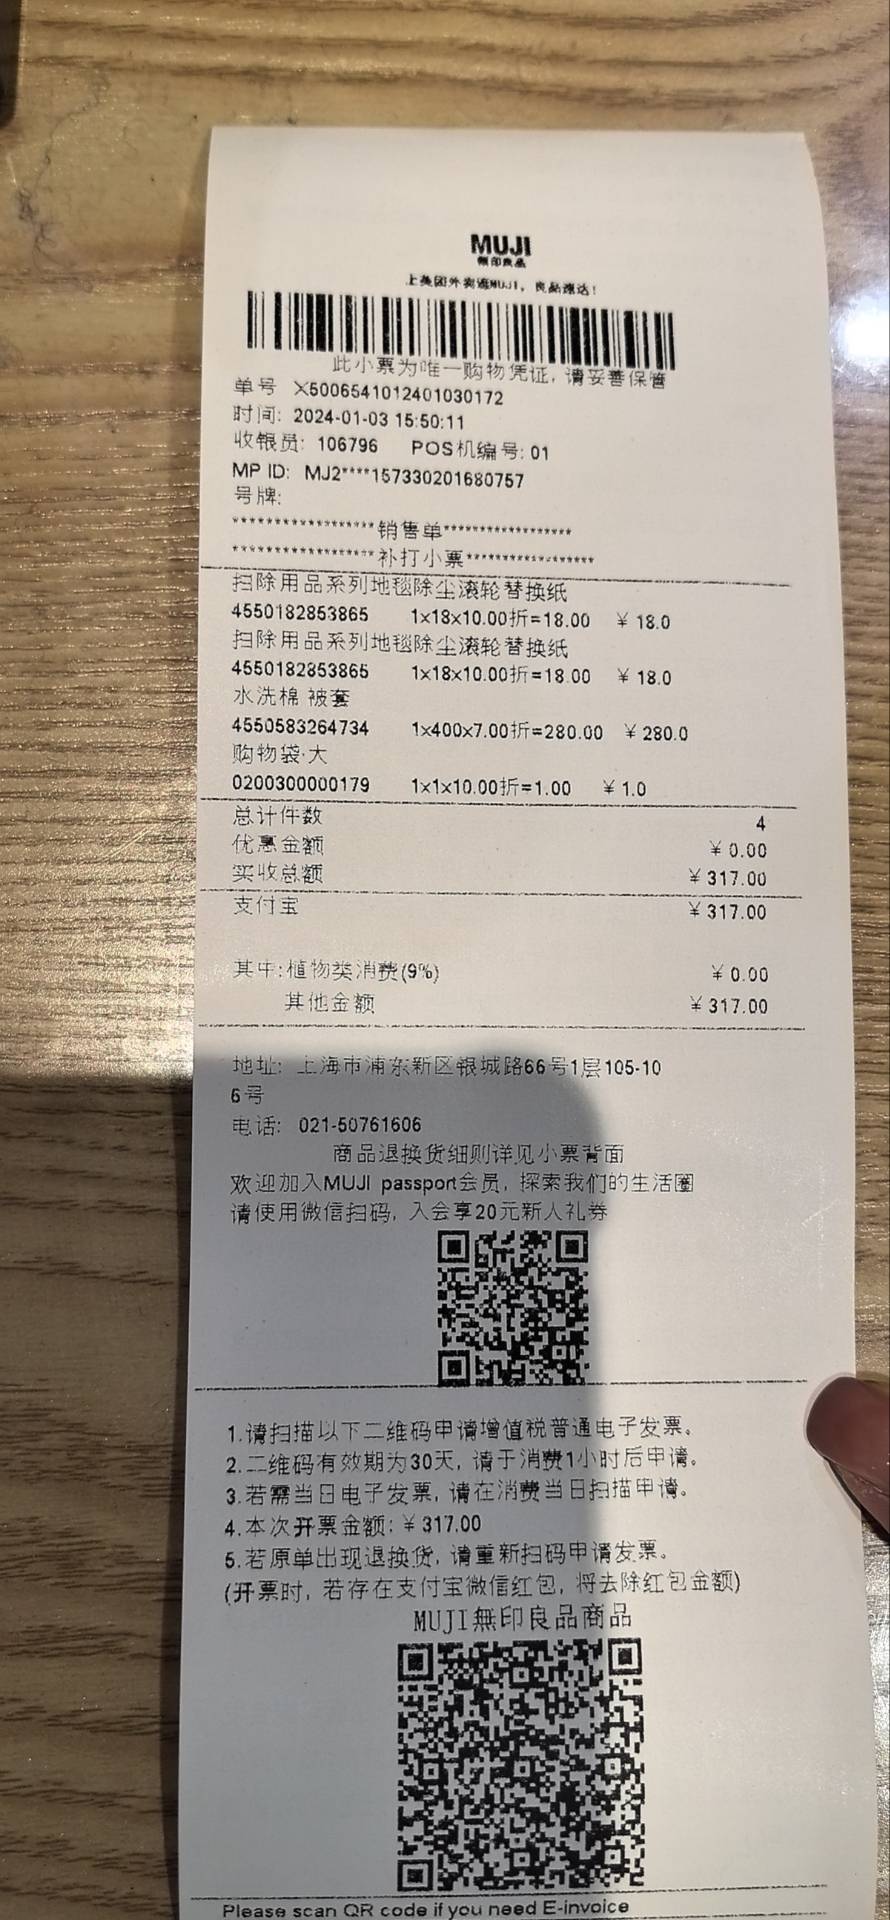 MUJI
無印良品
上美团外卖逛MUJI，良品速达！
此小票为唯一购物凭证，请妥善保管
单号 X5006541012401030172
时间: 2024-01-03 15:50:11
收银员: 106796 POS机编号: 01
MP ID: MJ2****157330201680757
号牌:
******************销售单*****************
******************补打小票*****************
扫除用品系列地毯除尘滚轮替换纸
4550182853865 1x18x10.00折=18.00 ¥ 18.0
扫除用品系列地毯除尘滚轮替换纸
4550182853865 1x18x10.00折=18.00 ¥ 18.0
水洗棉 被套
4550583264734 1x400x7.00折=280.00 ¥ 280.0
购物袋·大
0200300000179 1x1x10.00折=1.00 ¥ 1.0
总计件数 4
优惠金额 ¥ 0.00
实收总额 ¥ 317.00
支付宝 ¥ 317.00
其中:植物类消费(9%) ¥ 0.00
其他金额 ¥ 317.00
地址: 上海市浦东新区银城路66号1层105-10
6号
电话: 021-50761606
商品退换货细则详见小票背面
欢迎加入MUJI passport会员，探索我们的生活圈
请使用微信扫码，入会享20元新人礼券
1.请扫描以下二维码申请增值税普通电子发票。
2.二维码有效期为30天，请于消费1小时后申请。
3.若需当日电子发票，请在消费当日扫描申请。
4.本次开票金额: ¥ 317.00
5.若原单出现退换货，请重新扫码申请发票。
(开票时，若存在支付宝微信红包，将去除红包金额)
MUJI無印良品商品
Please scan QR code if you need E-invoice